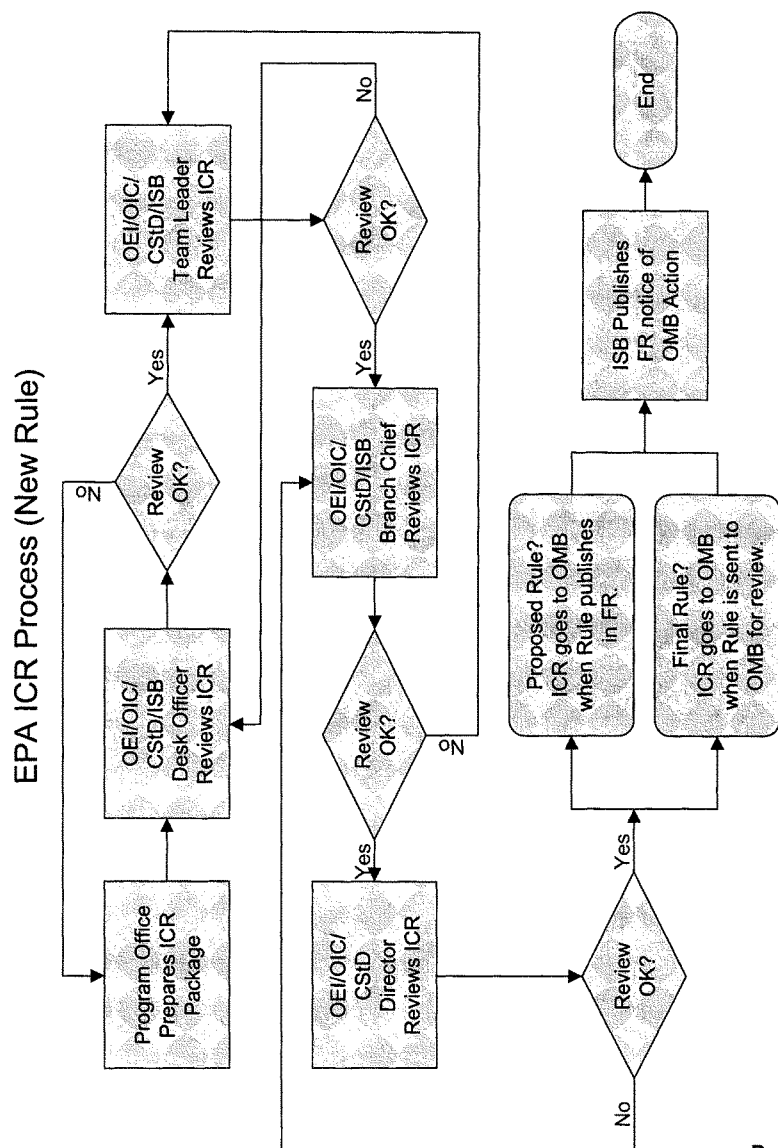 EPA ICR Process (New Rule)
Program Office
Prepares ICR
Package
OEI/OIC/
CStD/ISB
Desk Officer
Reviews ICR
Review
OK?
No
Yes
OEI/OIC/
CStD/ISB
Team Leader
Reviews ICR
Review
OK?
No
Yes
OEI/OIC/
CStD/ISB
Branch Chief
Reviews ICR
Review
OK?
No
Yes
OEI/OIC/
CStD
Director
Reviews ICR
Review
OK?
No
Yes
Proposed Rule?
ICR goes to OMB
when Rule publishes
in FR.
Final Rule?
ICR goes to OMB
when Rule is sent to
OMB for review.
ISB Publishes
FR notice of
OMB Action
End